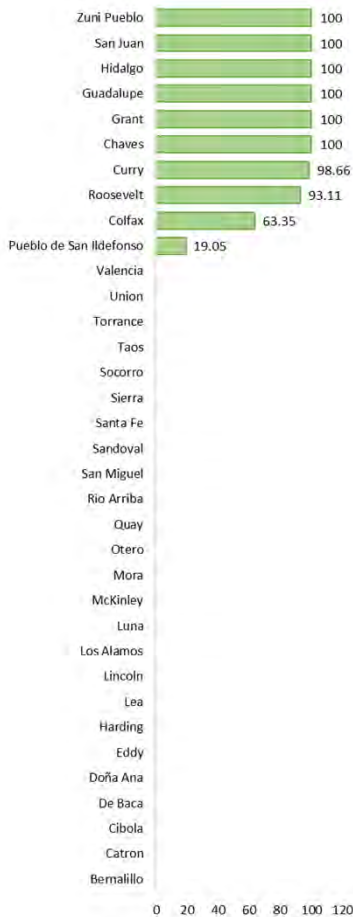 Zuni Pueblo 100
San Juan 100
Hidalgo 100
Guadalupe 100
Grant 100
Chaves 100
Curry 98.66
Roosevelt 93.11
Colfax 63.35
Pueblo de San Ildefonso 19.05
Valencia
Union
Torrance
Taos
Socorro
Sierra
Santa Fe
Sandoval
San Miguel
Rio Arriba
Quay
Otero
Mora
McKinley
Luna
Los Alamos
Lincoln
Lea
Harding
Eddy
Doña Ana
De Baca
Cibola
Catron
Bernalillo
0 20 40 60 80 100 120